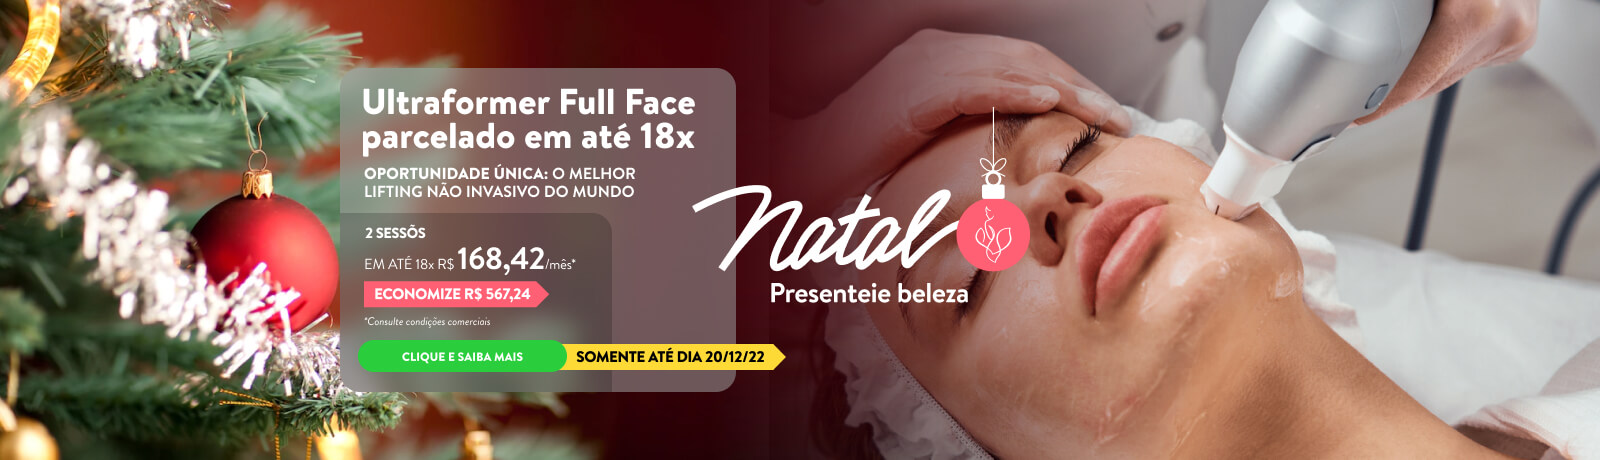 Ultraformer Full Face
parcelado em até 18x
OPORTUNIDADE ÚNICA: O MELHOR
LIFTING NÃO INVASIVO DO MUNDO
2 SESSÕS
EM ATÉ 18x R$ 168,42/mês*
ECONOMIZE R$ 567,24
*Consulte condições comerciais
CLIQUE E SAIBA MAIS
SOMENTE ATÉ DIA 20/12/22
Natal
Presenteie beleza